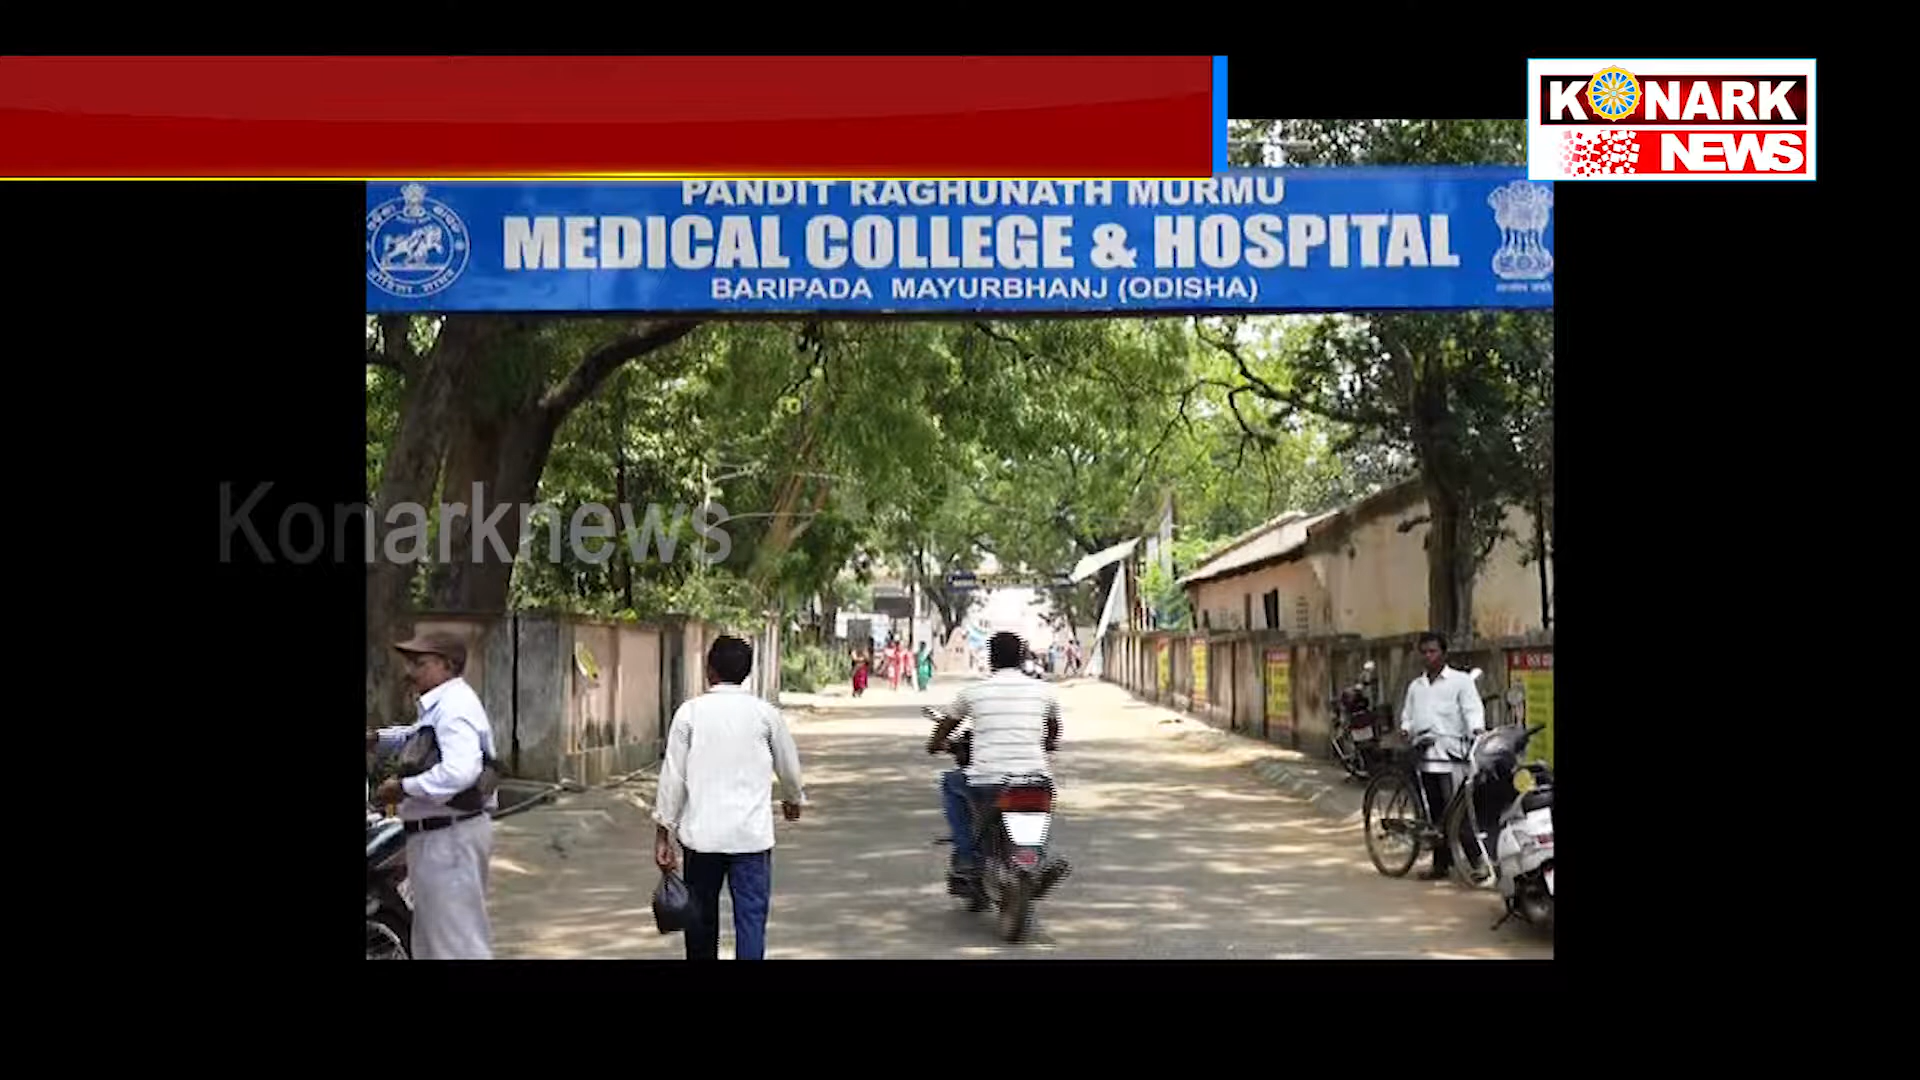 KONARK
NEWS
PANDIT RAGHUNATH MURMU
MEDICAL COLLEGE & HOSPITAL
BARIPADA MAYURBHANJ (ODISHA)
Konarknews